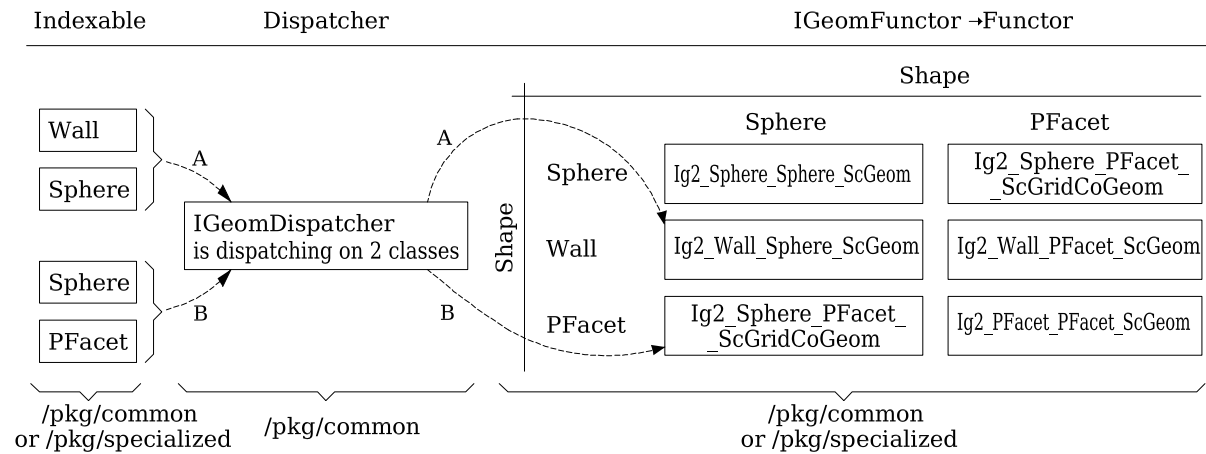 Indexable Dispatcher IGeomFunctor →Functor
Shape
Sphere PFacet
Wall
Sphere
A
A
Sphere
Ig2_Sphere_Sphere_ScGeom
Ig2_Sphere_PFacet_
_ScGridCoGeom
IGeomDispatcher
is dispatching on 2 classes
Shape
Wall
Ig2_Wall_Sphere_ScGeom
Ig2_Wall_PFacet_ScGeom
Sphere
PFacet
B
B
PFacet
Ig2_Sphere_PFacet_
_ScGridCoGeom
Ig2_PFacet_PFacet_ScGeom
/pkg/common
or /pkg/specialized
/pkg/common
/pkg/common
or /pkg/specialized